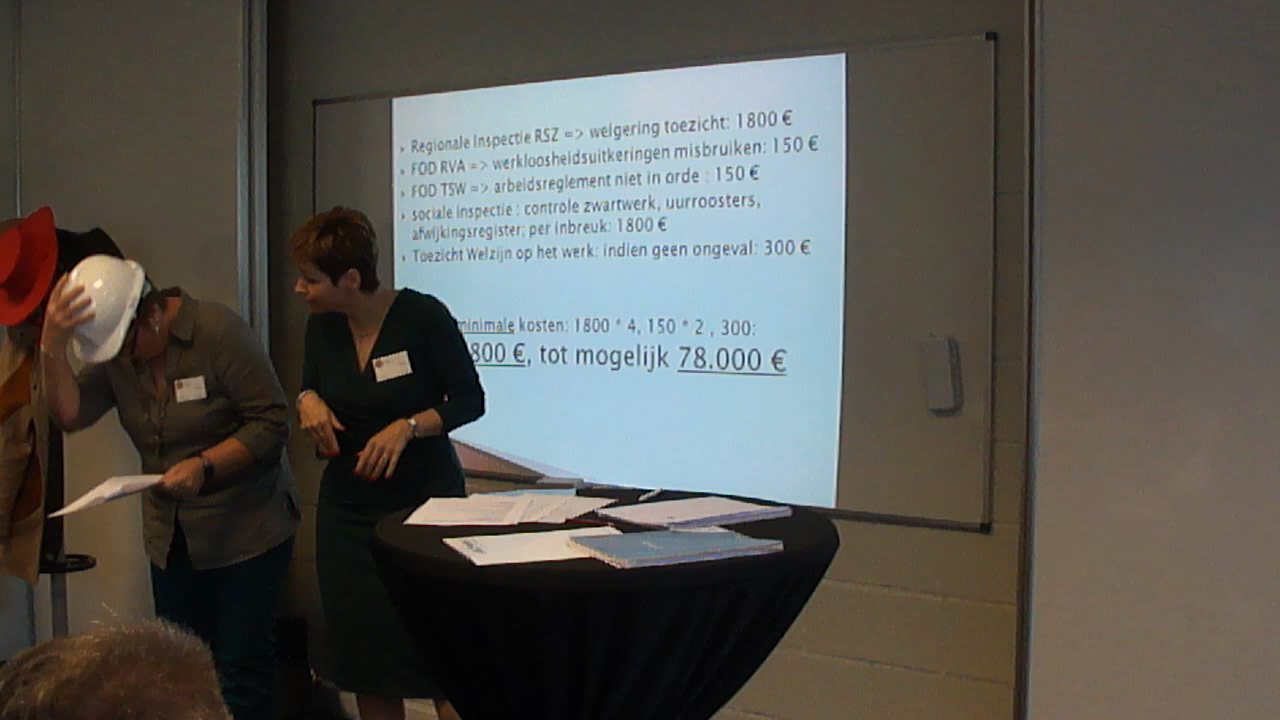 Regionale Inspectie RSZ => weigering toezicht: 1800 €
FOD RVA => werkloosheidsuitkeringen misbruiken: 150 €
FOD TSW => arbeidsreglement niet in orde : 150 €
sociale inspectie : controle zwartwerk, uurroosters,
afwijkingsregister; per inbreuk: 1800 €
Toezicht Welzijn op het werk: indien geen ongeval: 300 €
minimale kosten: 1800 * 4, 150 * 2 , 300:
800 €, tot mogelijk 78.000 €